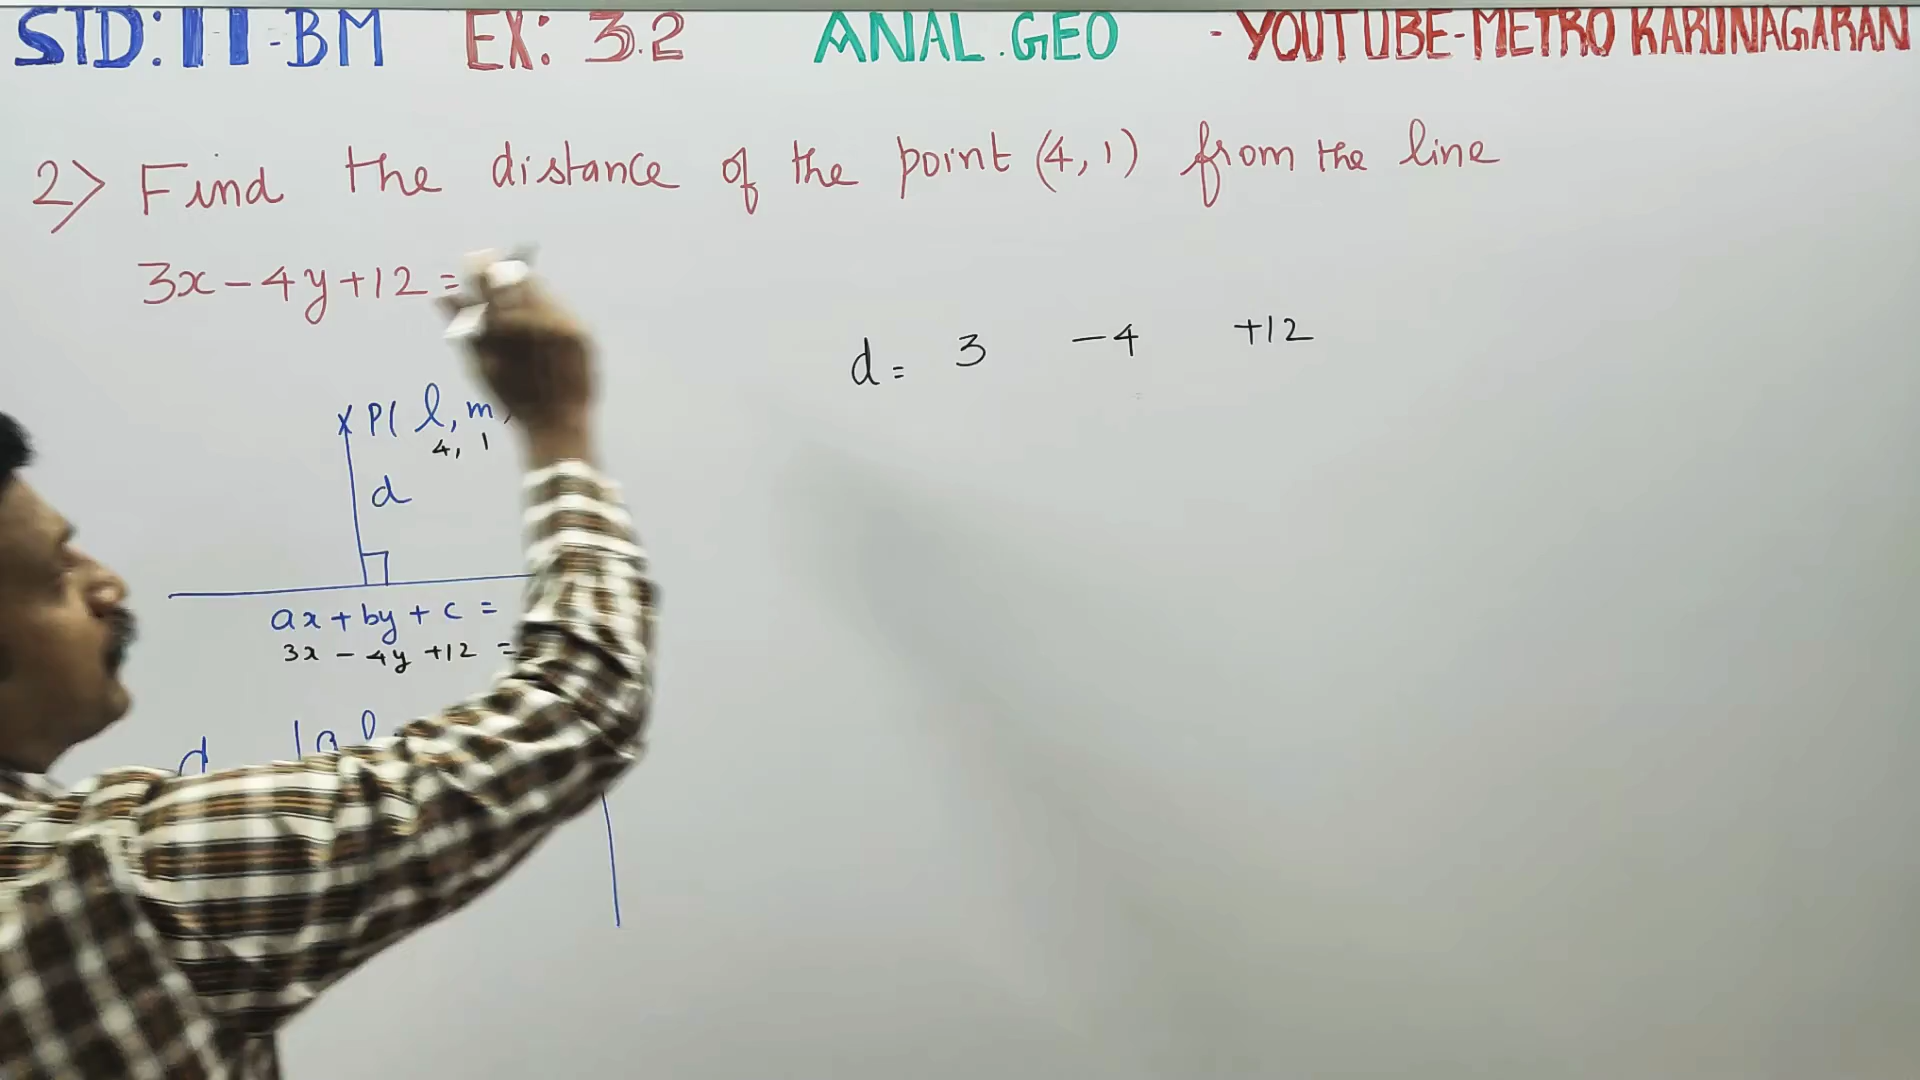 STD: 11 - BM EX: 3.2 ANAL . GEO - YOUTUBE - METRO KARUNAGARAN
2> Find the distance of the point (4, 1) from the line
3x - 4y + 12 =
d = 3 - 4 + 12
P( l, m
4, 1
d
ax + by + c =
3x - 4y + 12 =
d